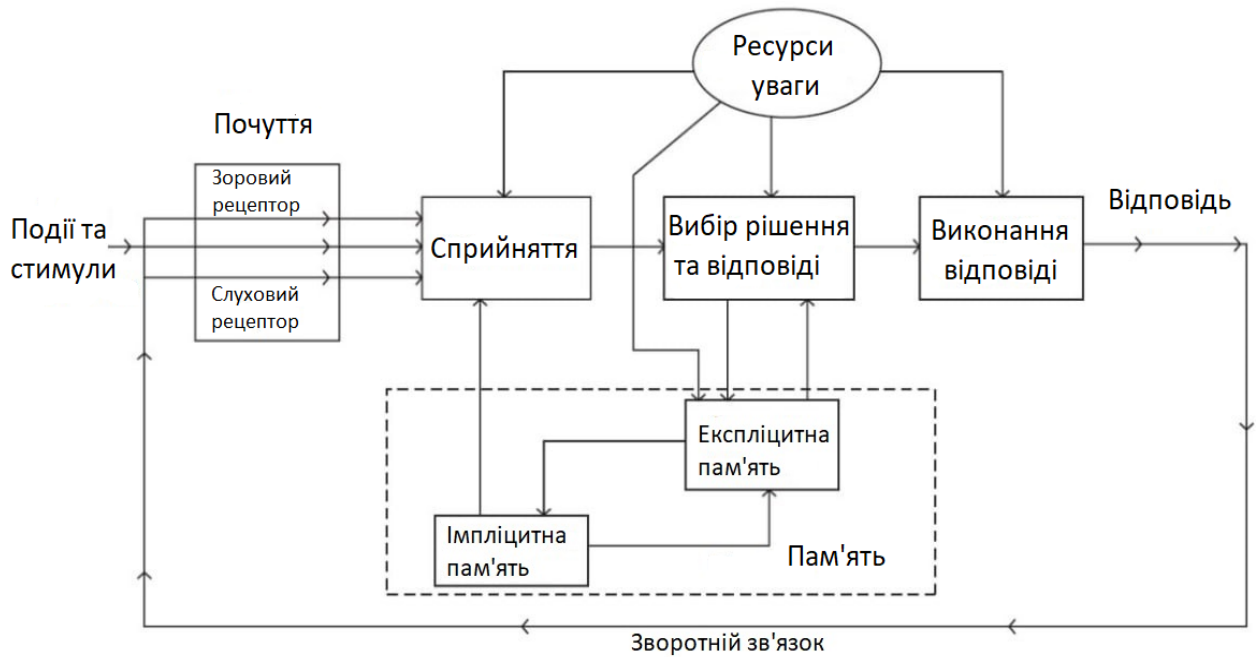 Ресурси
уваги
Почуття
Зоровий
рецептор
Події та
стимули
Слуховий
рецептор
Сприйняття
Вибір рішення
та відповіді
Виконання
відповіді
Відповідь
Експліцитна
пам'ять
Імпліцитна
пам'ять
Пам'ять
Зворотній зв'язок